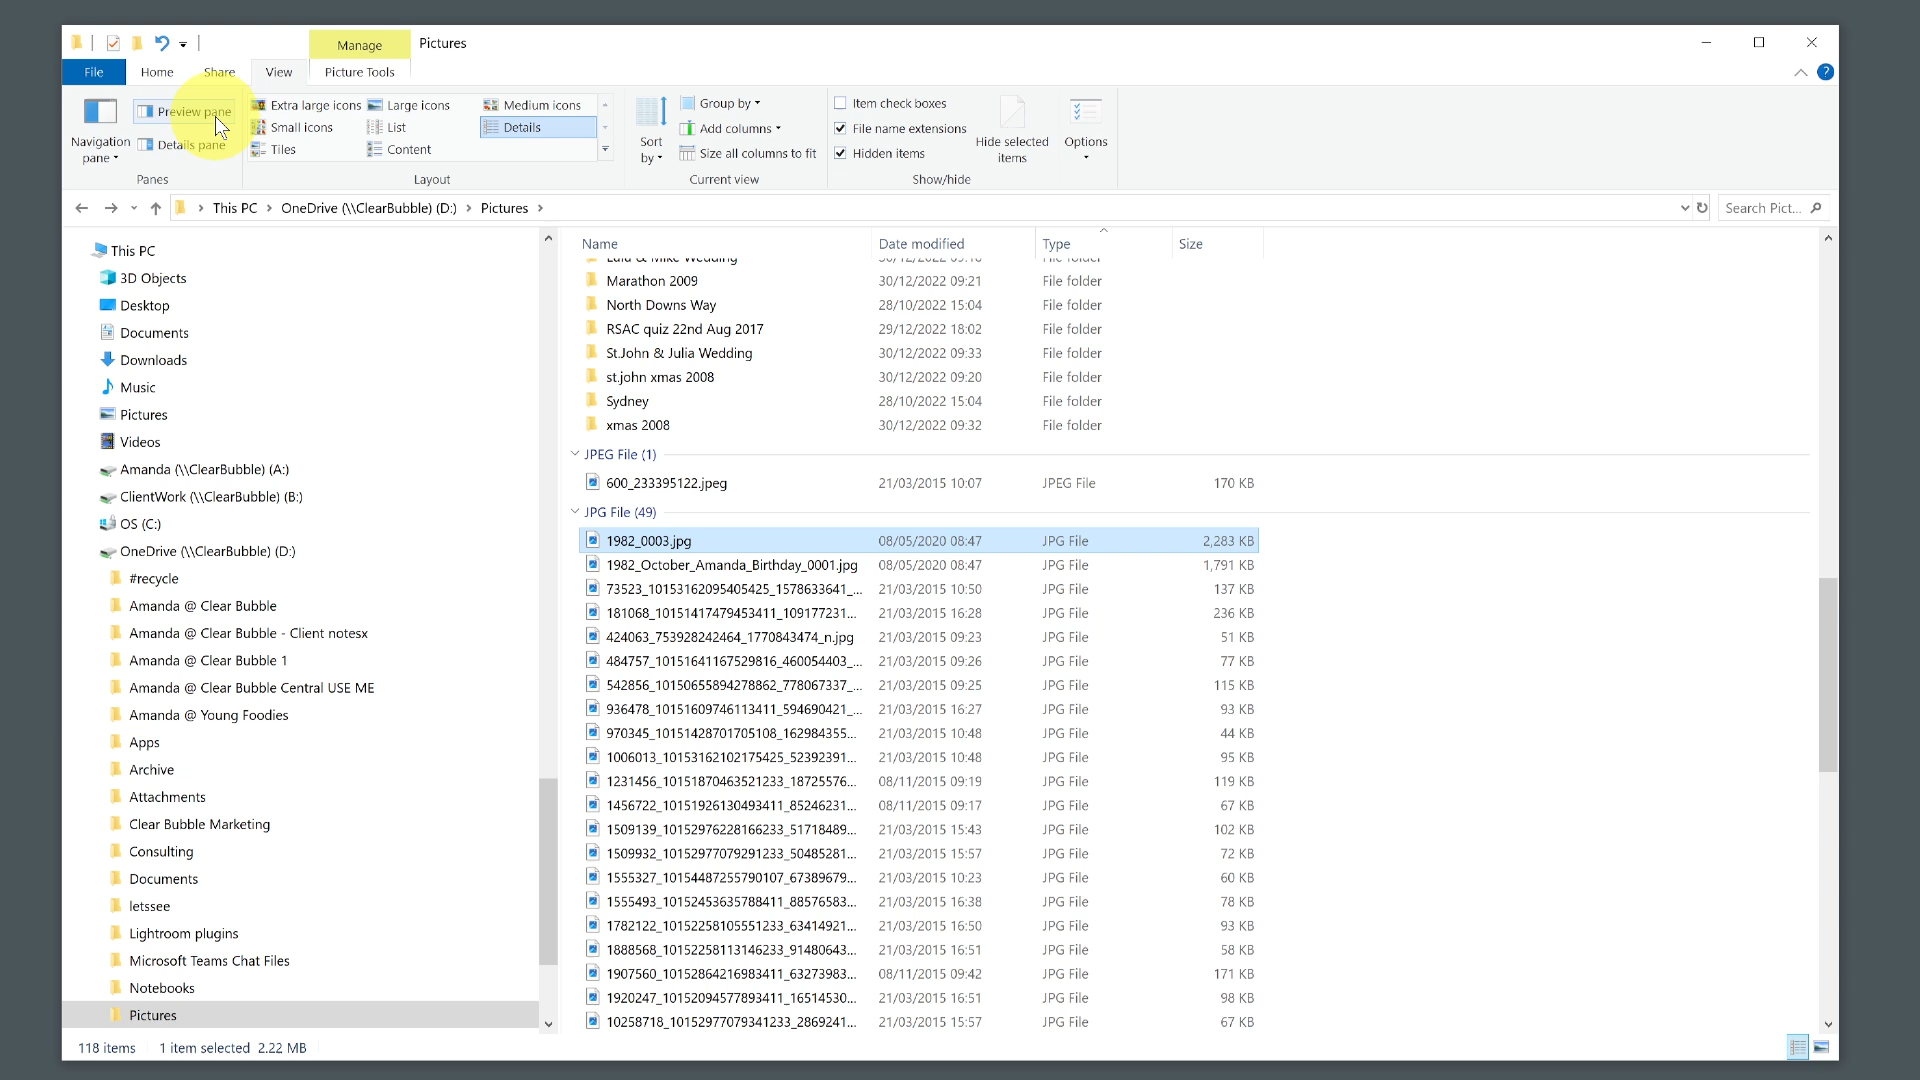 Manage Pictures
File Home Share View Picture Tools
Preview pane Extra large icons Large icons Medium icons Group by Item check boxes
Small icons List Details Add columns File name extensions
Navigation pane Details pane Tiles Content Sort by Size all columns to fit Hidden items Hide selected items Options
Panes Layout Current view Show/hide
This PC > OneDrive (\\ClearBubble) (D:) > Pictures > Search Pict...
This PC
3D Objects
Desktop
Documents
Downloads
Music
Pictures
Videos
Amanda (\\ClearBubble) (A:)
ClientWork (\\ClearBubble) (B:)
OS (C:)
OneDrive (\\ClearBubble) (D:)
#recycle
Amanda @ Clear Bubble
Amanda @ Clear Bubble - Client notesx
Amanda @ Clear Bubble 1
Amanda @ Clear Bubble Central USE ME
Amanda @ Young Foodies
Apps
Archive
Attachments
Clear Bubble Marketing
Consulting
Documents
letssee
Lightroom plugins
Microsoft Teams Chat Files
Notebooks
Pictures
Name Date modified Type Size
Marathon 2009 30/12/2022 09:21 File folder
North Downs Way 28/10/2022 15:04 File folder
RSAC quiz 22nd Aug 2017 29/12/2022 18:02 File folder
St.John & Julia Wedding 30/12/2022 09:33 File folder
st.john xmas 2008 30/12/2022 09:20 File folder
Sydney 28/10/2022 15:04 File folder
xmas 2008 30/12/2022 09:32 File folder
JPEG File (1)
600_233395122.jpeg 21/03/2015 10:07 JPEG File 170 KB
JPG File (49)
1982_0003.jpg 08/05/2020 08:47 JPG File 2,283 KB
1982_October_Amanda_Birthday_0001.jpg 08/05/2020 08:47 JPG File 1,791 KB
73523_10153162095405425_1578633641_... 21/03/2015 10:50 JPG File 137 KB
181068_10151417479453411_109177231... 21/03/2015 16:28 JPG File 236 KB
424063_753928242464_1770843474_n.jpg 21/03/2015 09:23 JPG File 51 KB
484757_10151641167529816_460054403_... 21/03/2015 09:26 JPG File 77 KB
542856_10150655894278862_778067337_... 21/03/2015 09:25 JPG File 115 KB
936478_10151609746113411_594690421_... 21/03/2015 16:27 JPG File 93 KB
970345_10151428701705108_162984355... 21/03/2015 10:48 JPG File 44 KB
1006013_10153162102175425_52392391... 21/03/2015 10:48 JPG File 95 KB
1231456_10151870463521233_18725576... 08/11/2015 09:19 JPG File 119 KB
1456722_10151926130493411_85246231... 08/11/2015 09:17 JPG File 67 KB
1509139_10152976228166233_51718489... 21/03/2015 15:43 JPG File 102 KB
1509932_10152977079291233_50485281... 21/03/2015 15:57 JPG File 72 KB
1555327_10154487255790107_67389679... 21/03/2015 10:23 JPG File 60 KB
1555493_10152453635788411_88576583... 21/03/2015 16:38 JPG File 78 KB
1782122_10152258105551233_63414921... 21/03/2015 16:50 JPG File 93 KB
1888568_10152258113146233_91480643... 21/03/2015 16:51 JPG File 58 KB
1907560_10152864216983411_63273983... 08/11/2015 09:42 JPG File 171 KB
1920247_10152094577893411_16514530... 21/03/2015 16:51 JPG File 98 KB
10258718_10152977079341233_2869241... 21/03/2015 15:57 JPG File 67 KB
118 items 1 item selected 2.22 MB